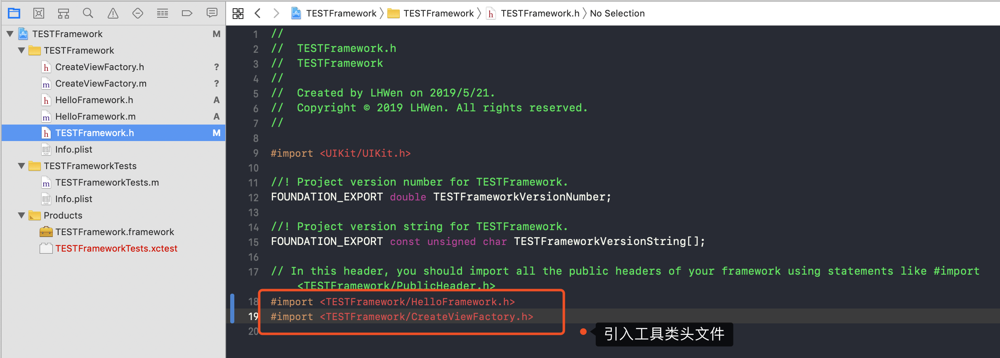 TESTFramework M
TESTFramework
CreateViewFactory.h ?
CreateViewFactory.m ?
HelloFramework.h A
HelloFramework.m A
TESTFramework.h M
Info.plist
TESTFrameworkTests
TESTFrameworkTests.m
Info.plist
Products
TESTFramework.framework
TESTFrameworkTests.xctest
TESTFramework TESTFramework TESTFramework.h No Selection
1 //
2 //  TESTFramework.h
3 //  TESTFramework
4 //
5 //  Created by LHWen on 2019/5/21.
6 //  Copyright © 2019 LHWen. All rights reserved.
7 //
8
9 #import <UIKit/UIKit.h>
10
11 //! Project version number for TESTFramework.
12 FOUNDATION_EXPORT double TESTFrameworkVersionNumber;
13
14 //! Project version string for TESTFramework.
15 FOUNDATION_EXPORT const unsigned char TESTFrameworkVersionString[];
16
17 // In this header, you should import all the public headers of your framework using statements like #import
<TESTFramework/PublicHeader.h>
18 #import <TESTFramework/HelloFramework.h>
19 #import <TESTFramework/CreateViewFactory.h>
20
引入工具类头文件